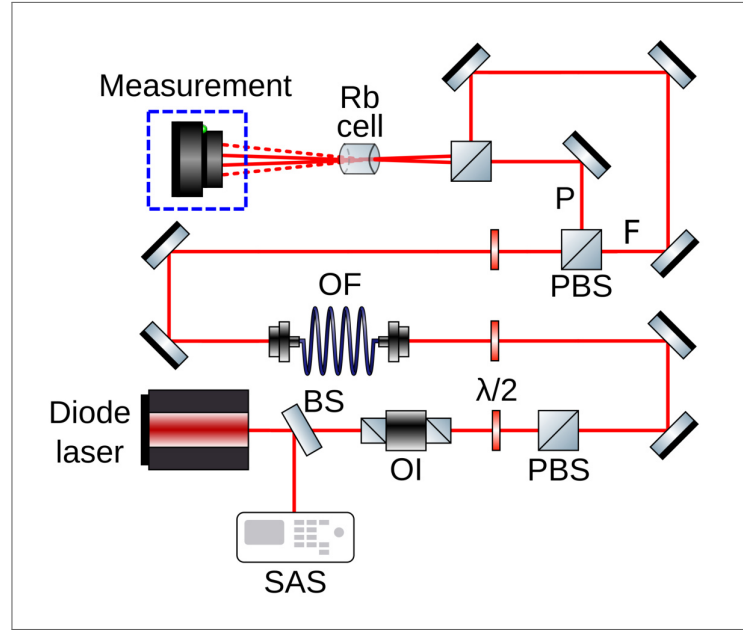 Measurement
Rb
cell
P
F
PBS
OF
BS
λ/2
Diode
laser
OI
PBS
SAS